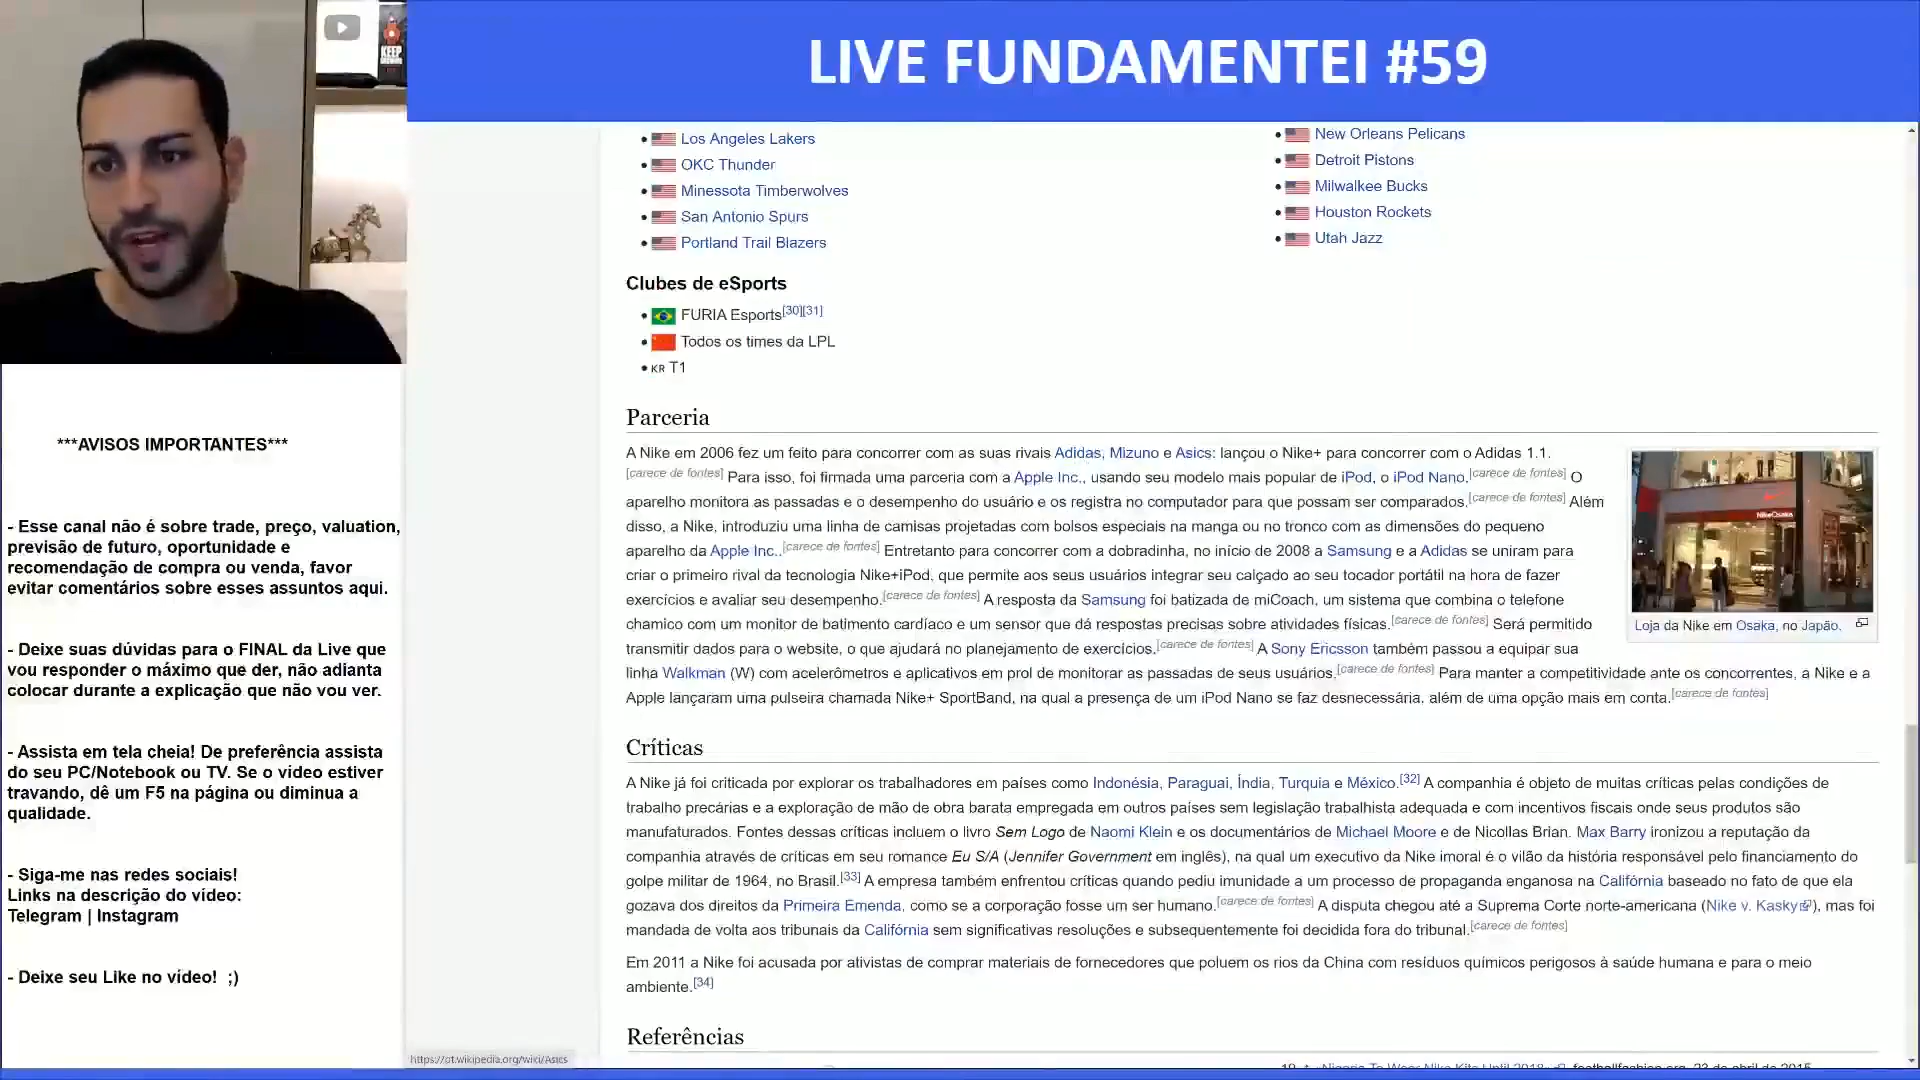 LIVE FUNDAMENTEI #59
KEEP
***AVISOS IMPORTANTES***
- Esse canal não é sobre trade, preço, valuation,
previsão de futuro, oportunidade e
recomendação de compra ou venda, favor
evitar comentários sobre esses assuntos aqui.
- Deixe suas dúvidas para o FINAL da Live que
vou responder o máximo que der, não adianta
colocar durante a explicação que não vou ver.
- Assista em tela cheia! De preferência assista
do seu PC/Notebook ou TV. Se o vídeo estiver
travando, dê um F5 na página ou diminua a
qualidade.
- Siga-me nas redes sociais!
Links na descrição do vídeo:
Telegram | Instagram
- Deixe seu Like no vídeo! ;)
Los Angeles Lakers
OKC Thunder
Minessota Timberwolves
San Antonio Spurs
Portland Trail Blazers
New Orleans Pelicans
Detroit Pistons
Milwalkee Bucks
Houston Rockets
Utah Jazz
Clubes de eSports
FURIA Esports[30][31]
Todos os times da LPL
KR T1
Parceria
A Nike em 2006 fez um feito para concorrer com as suas rivais Adidas, Mizuno e Asics: lançou o Nike+ para concorrer com o Adidas 1.1.
[carece de fontes] Para isso, foi firmada uma parceria com a Apple Inc., usando seu modelo mais popular de iPod, o iPod Nano.[carece de fontes] O
aparelho monitora as passadas e o desempenho do usuário e os registra no computador para que possam ser comparados.[carece de fontes] Além
disso, a Nike, introduziu uma linha de camisas projetadas com bolsos especiais na manga ou no tronco com as dimensões do pequeno
aparelho da Apple Inc..[carece de fontes] Entretanto para concorrer com a dobradinha, no início de 2008 a Samsung e a Adidas se uniram para
criar o primeiro rival da tecnologia Nike+iPod, que permite aos seus usuários integrar seu calçado ao seu tocador portátil na hora de fazer
exercícios e avaliar seu desempenho.[carece de fontes] A resposta da Samsung foi batizada de miCoach, um sistema que combina o telefone
chamico com um monitor de batimento cardíaco e um sensor que dá respostas precisas sobre atividades físicas.[carece de fontes] Será permitido
transmitir dados para o website, o que ajudará no planejamento de exercícios.[carece de fontes] A Sony Ericsson também passou a equipar sua
linha Walkman (W) com acelerômetros e aplicativos em prol de monitorar as passadas de seus usuários.[carece de fontes] Para manter a competitividade ante os concorrentes, a Nike e a
Apple lançaram uma pulseira chamada Nike+ SportBand, na qual a presença de um iPod Nano se faz desnecessária, além de uma opção mais em conta.[carece de fontes]
NikeOsaka
Loja da Nike em Osaka, no Japão.
Críticas
A Nike já foi criticada por explorar os trabalhadores em países como Indonésia, Paraguai, Índia, Turquia e México.[32] A companhia é objeto de muitas críticas pelas condições de
trabalho precárias e a exploração de mão de obra barata empregada em outros países sem legislação trabalhista adequada e com incentivos fiscais onde seus produtos são
manufaturados. Fontes dessas críticas incluem o livro Sem Logo de Naomi Klein e os documentários de Michael Moore e de Nicollas Brian. Max Barry ironizou a reputação da
companhia através de críticas em seu romance Eu S/A (Jennifer Government em inglês), na qual um executivo da Nike imoral é o vilão da história responsável pelo financiamento do
golpe militar de 1964, no Brasil.[33] A empresa também enfrentou críticas quando pediu imunidade a um processo de propaganda enganosa na Califórnia baseado no fato de que ela
gozava dos direitos da Primeira Emenda, como se a corporação fosse um ser humano.[carece de fontes] A disputa chegou até a Suprema Corte norte-americana (Nike v. Kasky), mas foi
mandada de volta aos tribunais da Califórnia sem significativas resoluções e subsequentemente foi decidida fora do tribunal.[carece de fontes]
Em 2011 a Nike foi acusada por ativistas de comprar materiais de fornecedores que poluem os rios da China com resíduos químicos perigosos à saúde humana e para o meio
ambiente.[34]
Referências
https://pt.wikipedia.org/wiki/Asics